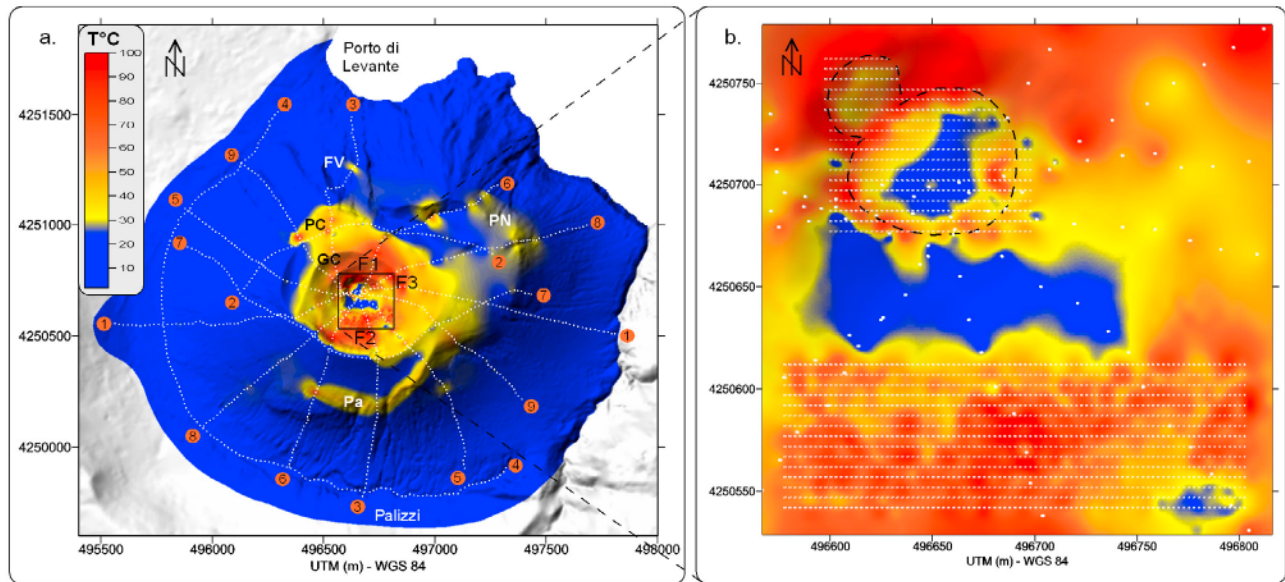 a.
T°C
100
90
80
70
60
50
40
30
20
10
N
Porto di
Levante
4251500
4251000
4250500
4250000
4
3
9
FV
6
5
PC
PN
8
7
GC
F1
2
F3
2
7
1
F2
1
Pa
9
8
4
6
6
3
Palizzi
495500
496000
496500
497000
497500
498000
UTM (m) - WGS 84
b.
N
4250750
4250700
4250650
4250600
4250550
496600
496650
496700
496750
496800
UTM (m) - WGS 84